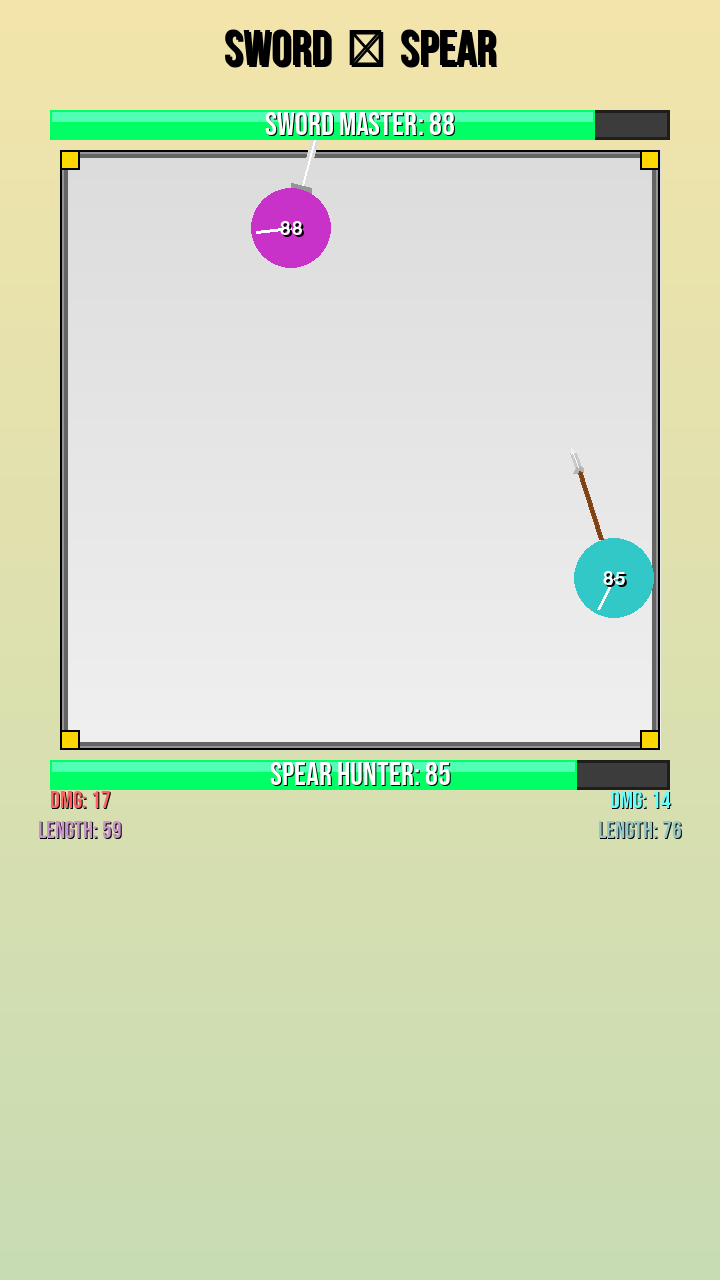 SWORD ☒ SPEAR
SWORD MASTER: 88
88
85
SPEAR HUNTER: 85
DMG: 17
DMG: 14
LENGTH: 59
LENGTH: 76